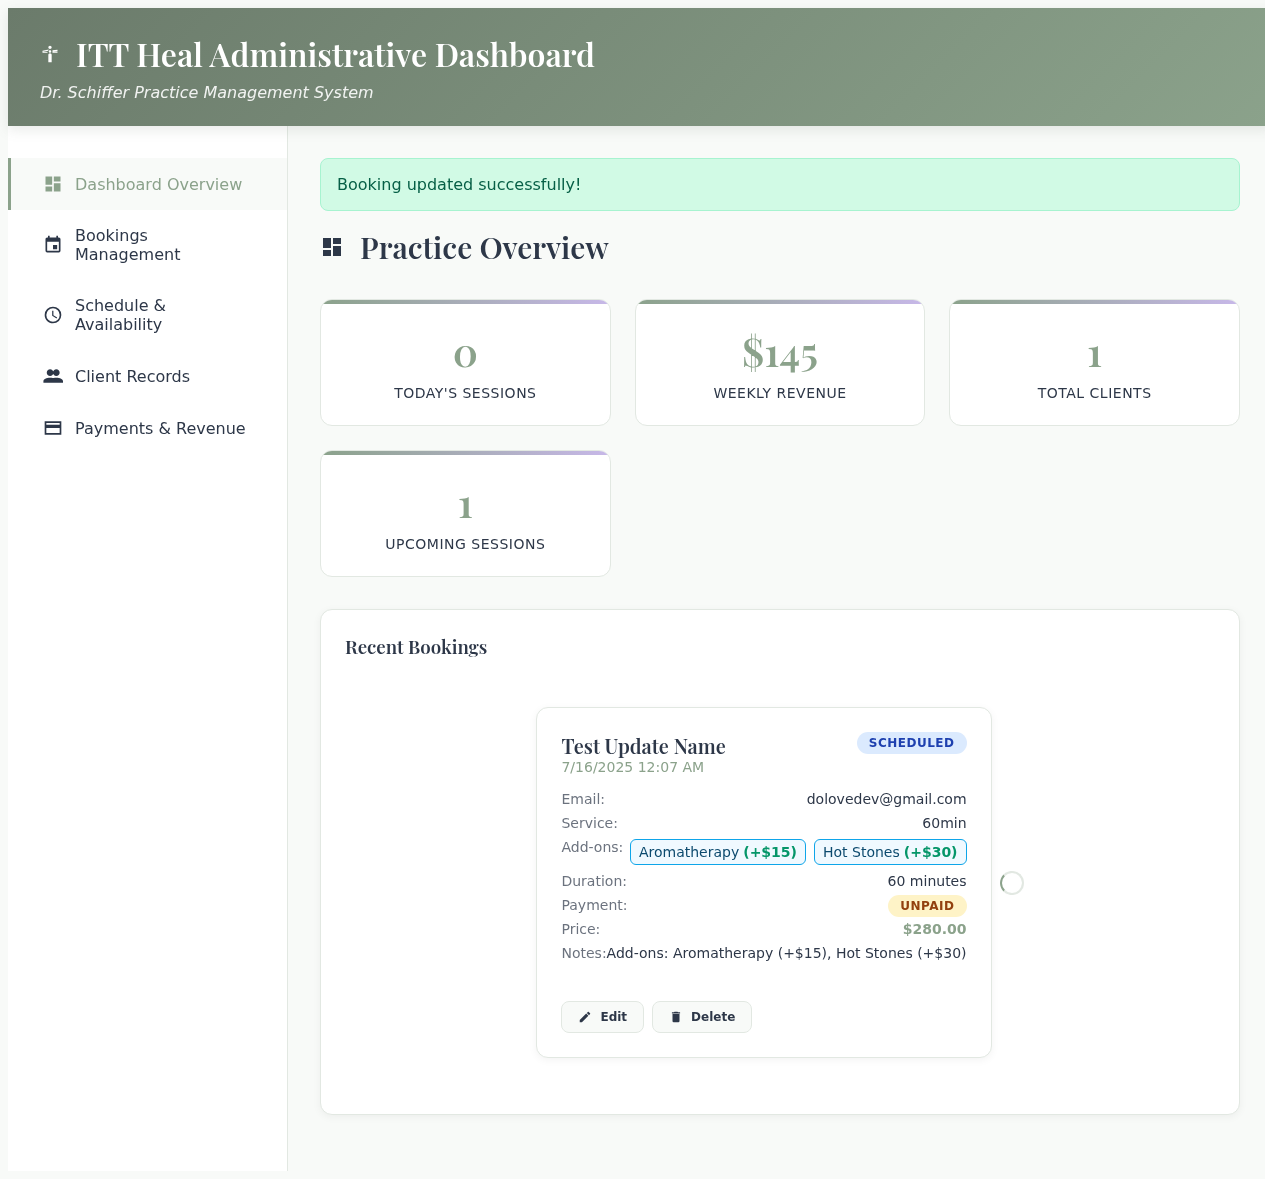 ITT Heal Administrative Dashboard
Dr. Schiffer Practice Management System
Dashboard Overview
Bookings
Management
Schedule &
Availability
Client Records
Payments & Revenue
Booking updated successfully!
Practice Overview
0
TODAY'S SESSIONS
$145
WEEKLY REVENUE
1
TOTAL CLIENTS
1
UPCOMING SESSIONS
Recent Bookings
Test Update Name
SCHEDULED
7/16/2025 12:07 AM
Email: dolovedev@gmail.com
Service: 60min
Add-ons: Aromatherapy (+$15) Hot Stones (+$30)
Duration: 60 minutes
Payment: UNPAID
Price: $280.00
Notes:Add-ons: Aromatherapy (+$15), Hot Stones (+$30)
Edit Delete